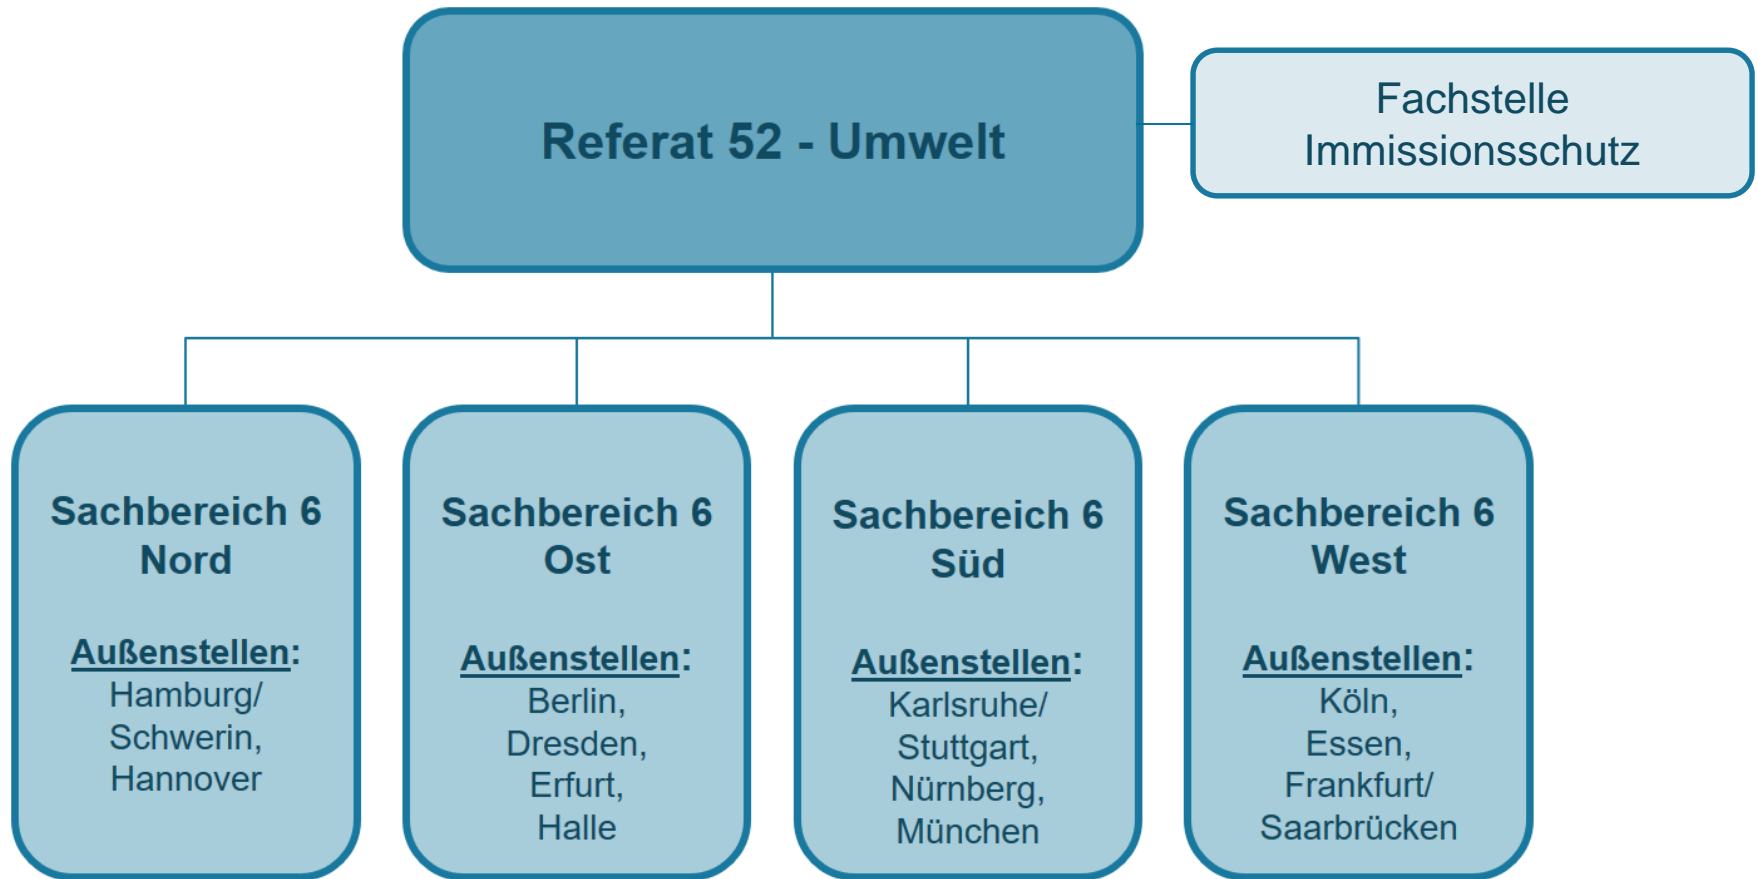 Referat 52 - Umwelt
Fachstelle
Immissionsschutz
Sachbereich 6
Nord
Außenstellen:
Hamburg/
Schwerin,
Hannover
Sachbereich 6
Ost
Außenstellen:
Berlin,
Dresden,
Erfurt,
Halle
Sachbereich 6
Süd
Außenstellen:
Karlsruhe/
Stuttgart,
Nürnberg,
München
Sachbereich 6
West
Außenstellen:
Köln,
Essen,
Frankfurt/
Saarbrücken